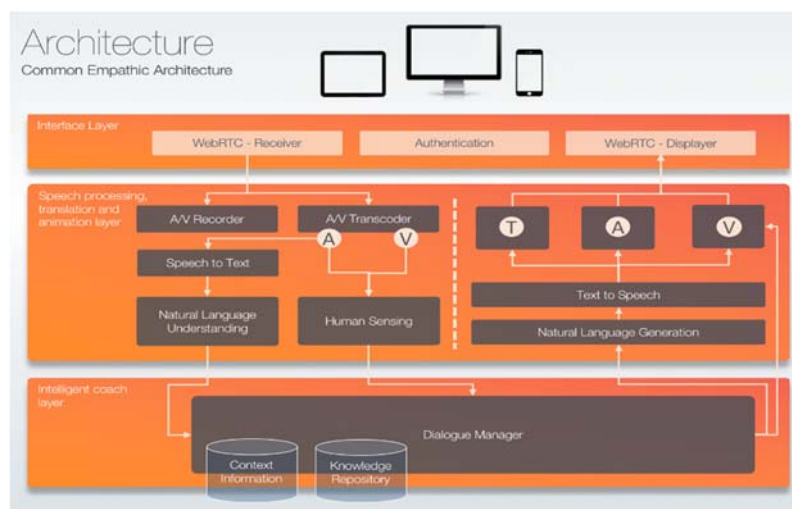 Architecture
Common Empathic Architecture
Interface Layer
WebRTC - Receiver
Authentication
WebRTC - Displayer
Speech processing,
translation and
animation layer
A/V Recorder
A/V Transcoder
A
V
T
A
V
Speech to Text
Text to Speech
Natural Language
Understanding
Human Sensing
Natural Language Generation
Intelligent coach
layer
Dialogue Manager
Context
Information
Knowledge
Repository